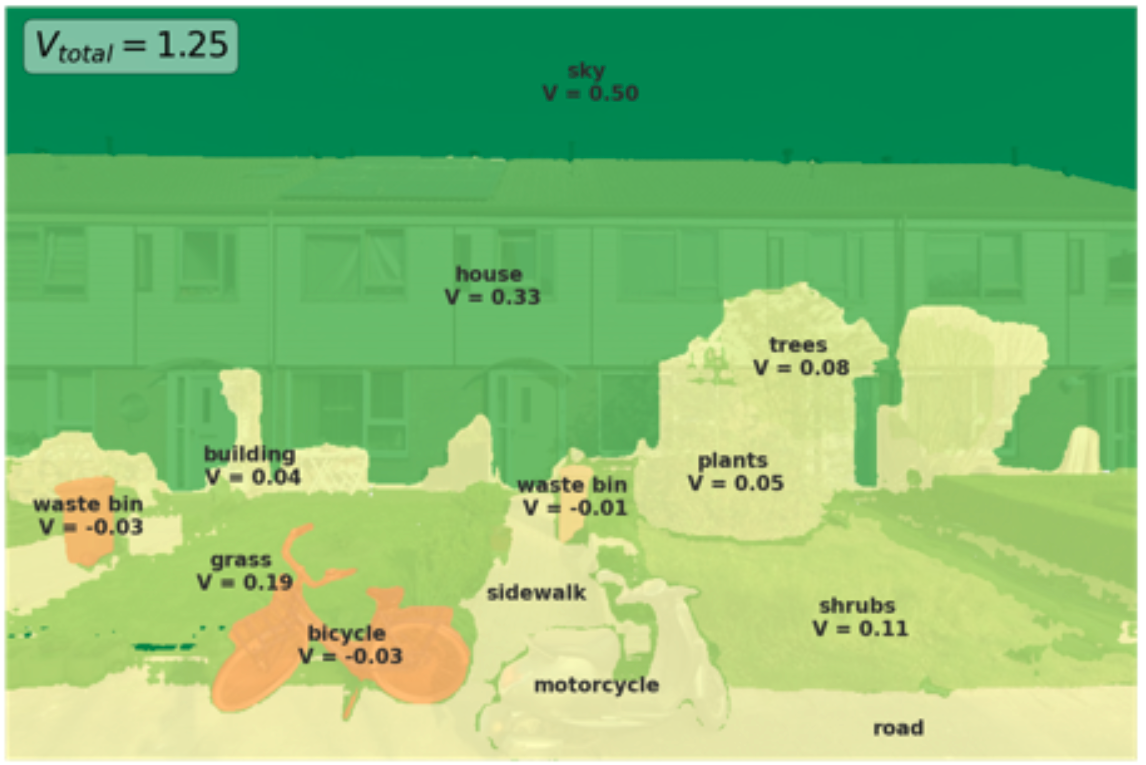 V_total = 1.25
sky
V = 0.50
house
V = 0.33
trees
V = 0.08
building
V = 0.04
plants
V = 0.05
waste bin
V = -0.03
waste bin
V = -0.01
grass
V = 0.19
sidewalk
shrubs
V = 0.11
bicycle
V = -0.03
motorcycle
road